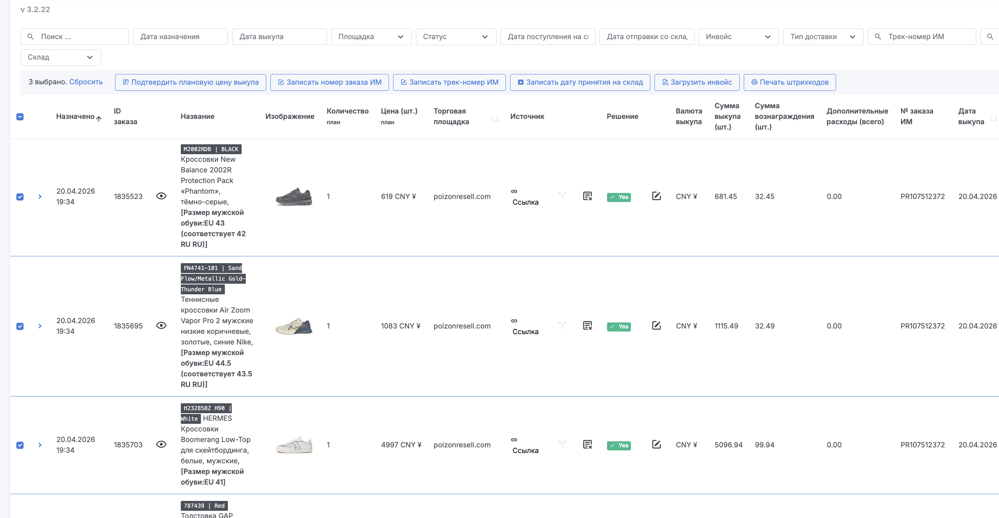 v 3.2.22
Поиск ...
Дата назначения
Дата выкупа
Площадка
Статус
Дата поступления на
Дата отправки со скла
Инвойс
Тип доставки
Трек-номер ИМ
Склад
3 выбрано. Сбросить
Подтвердить плановую цену выкупа
Записать номер заказа ИМ
Записать трек-номер ИМ
Записать дату принятия на склад
Загрузить инвойс
Печать штрихкодов
Назначено
ID
заказа
Название
Изображение
Количество
план
Цена (шт.)
план
Торговая
площадка
Источник
Решение
Валюта
выкупа
Сумма
выкупа
(шт.)
Сумма
вознаграждения
(шт.)
Дополнительные
расходы (всего)
№ заказа
ИМ
Дата
выкупа
20.04.2026
19:34
1835523
M2002RDB | BLACK
Кроссовки New
Balance 2002R
Protection Pack
«Phantom»,
тёмно-серые,
[Размер мужской
обуви:EU 43
(соответствует 42
RU RU)]
1
619 CNY ¥
poizonresell.com
Ссылка
Yes
CNY ¥
681.45
32.45
0.00
PR107512372
20.04.2026
20.04.2026
19:34
1835695
FN4741-101 | Sand
Flow/Metallic Gold-
Thunder Blue
Теннисные
кроссовки Air Zoom
Vapor Pro 2 мужские
низкие коричневые,
золотые, синие Nike,
[Размер мужской
обуви:EU 44.5
(соответствует 43.5
RU RU)]
1
1083 CNY ¥
poizonresell.com
Ссылка
Yes
CNY ¥
1115.49
32.49
0.00
PR107512372
20.04.2026
20.04.2026
19:34
1835703
H232858Z H90 |
White HERMES
Кроссовки
Boomerang Low-Top
для скейтбординга,
белые, мужские,
[Размер мужской
обуви:EU 41]
1
4997 CNY ¥
poizonresell.com
Ссылка
Yes
CNY ¥
5096.94
99.94
0.00
PR107512372
20.04.2026
787439 | Red
Толстовка GAP